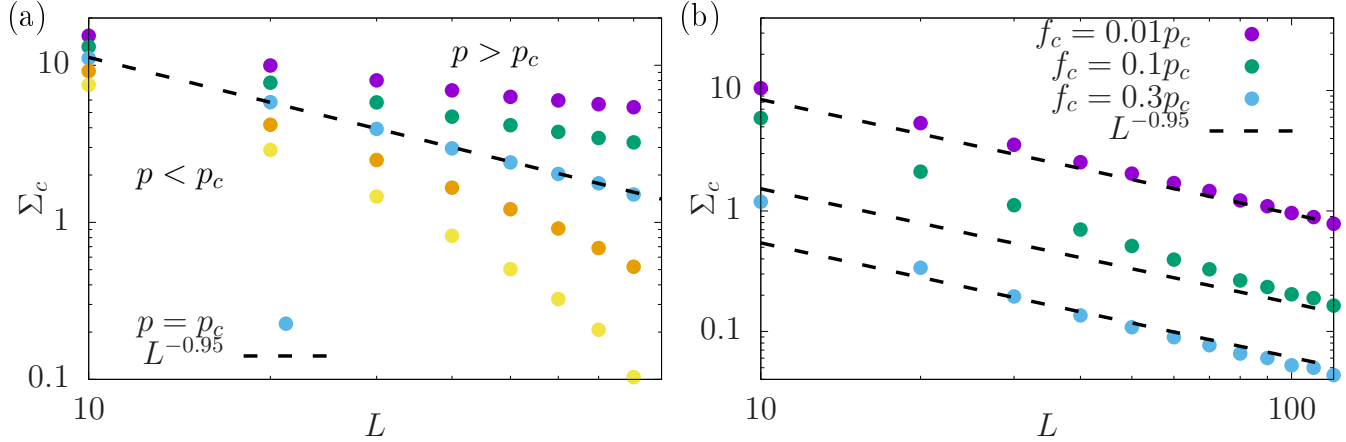 (a)
p > p_c
p < p_c
p = p_c
L^{-0.95}
10
1
0.1
Σ_c
10
L
(b)
f_c = 0.01p_c
f_c = 0.1p_c
f_c = 0.3p_c
L^{-0.95}
10
1
0.1
Σ_c
10
100
L